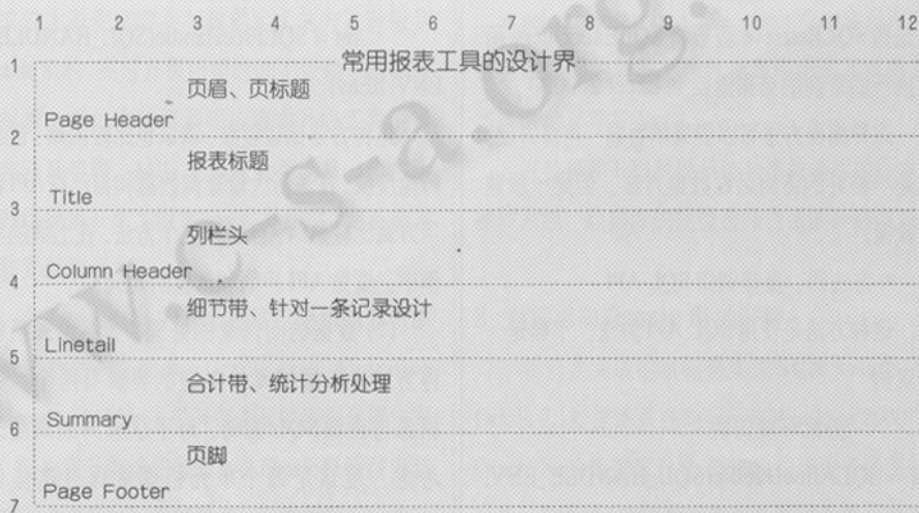 1 2 3 4 5 6 7 8 9 10 11 12
1 常用报表工具的设计界
页眉、页标题
Page Header
2
报表标题
Title
3
列栏头
Column Header
4
细节带、针对一条记录设计
Linetail
5
合计带、统计分析处理
Summary
6
页脚
Page Footer
7
www.c-s-a.org.